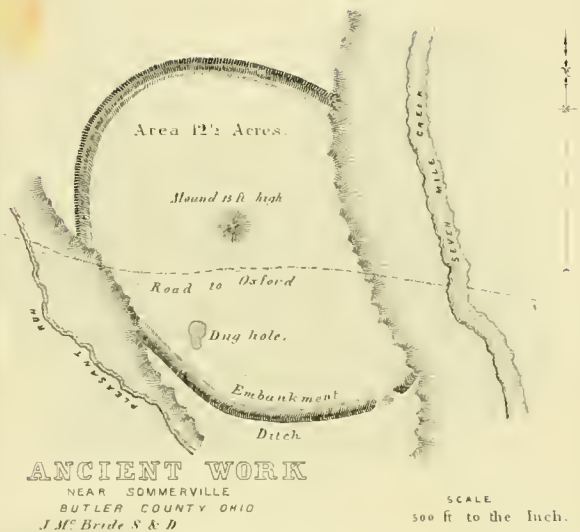 Area 12½ Acres.
Mound 15 ft high
SEVEN MILE CREEK
Road to Oxford
Dug hole.
PLEASANT RUN
Embankment
Ditch
ANCIENT WORK
NEAR SOMMERVILLE
BUTLER COUNTY OHIO
J. McBride S & D
SCALE
500 ft to the Inch.